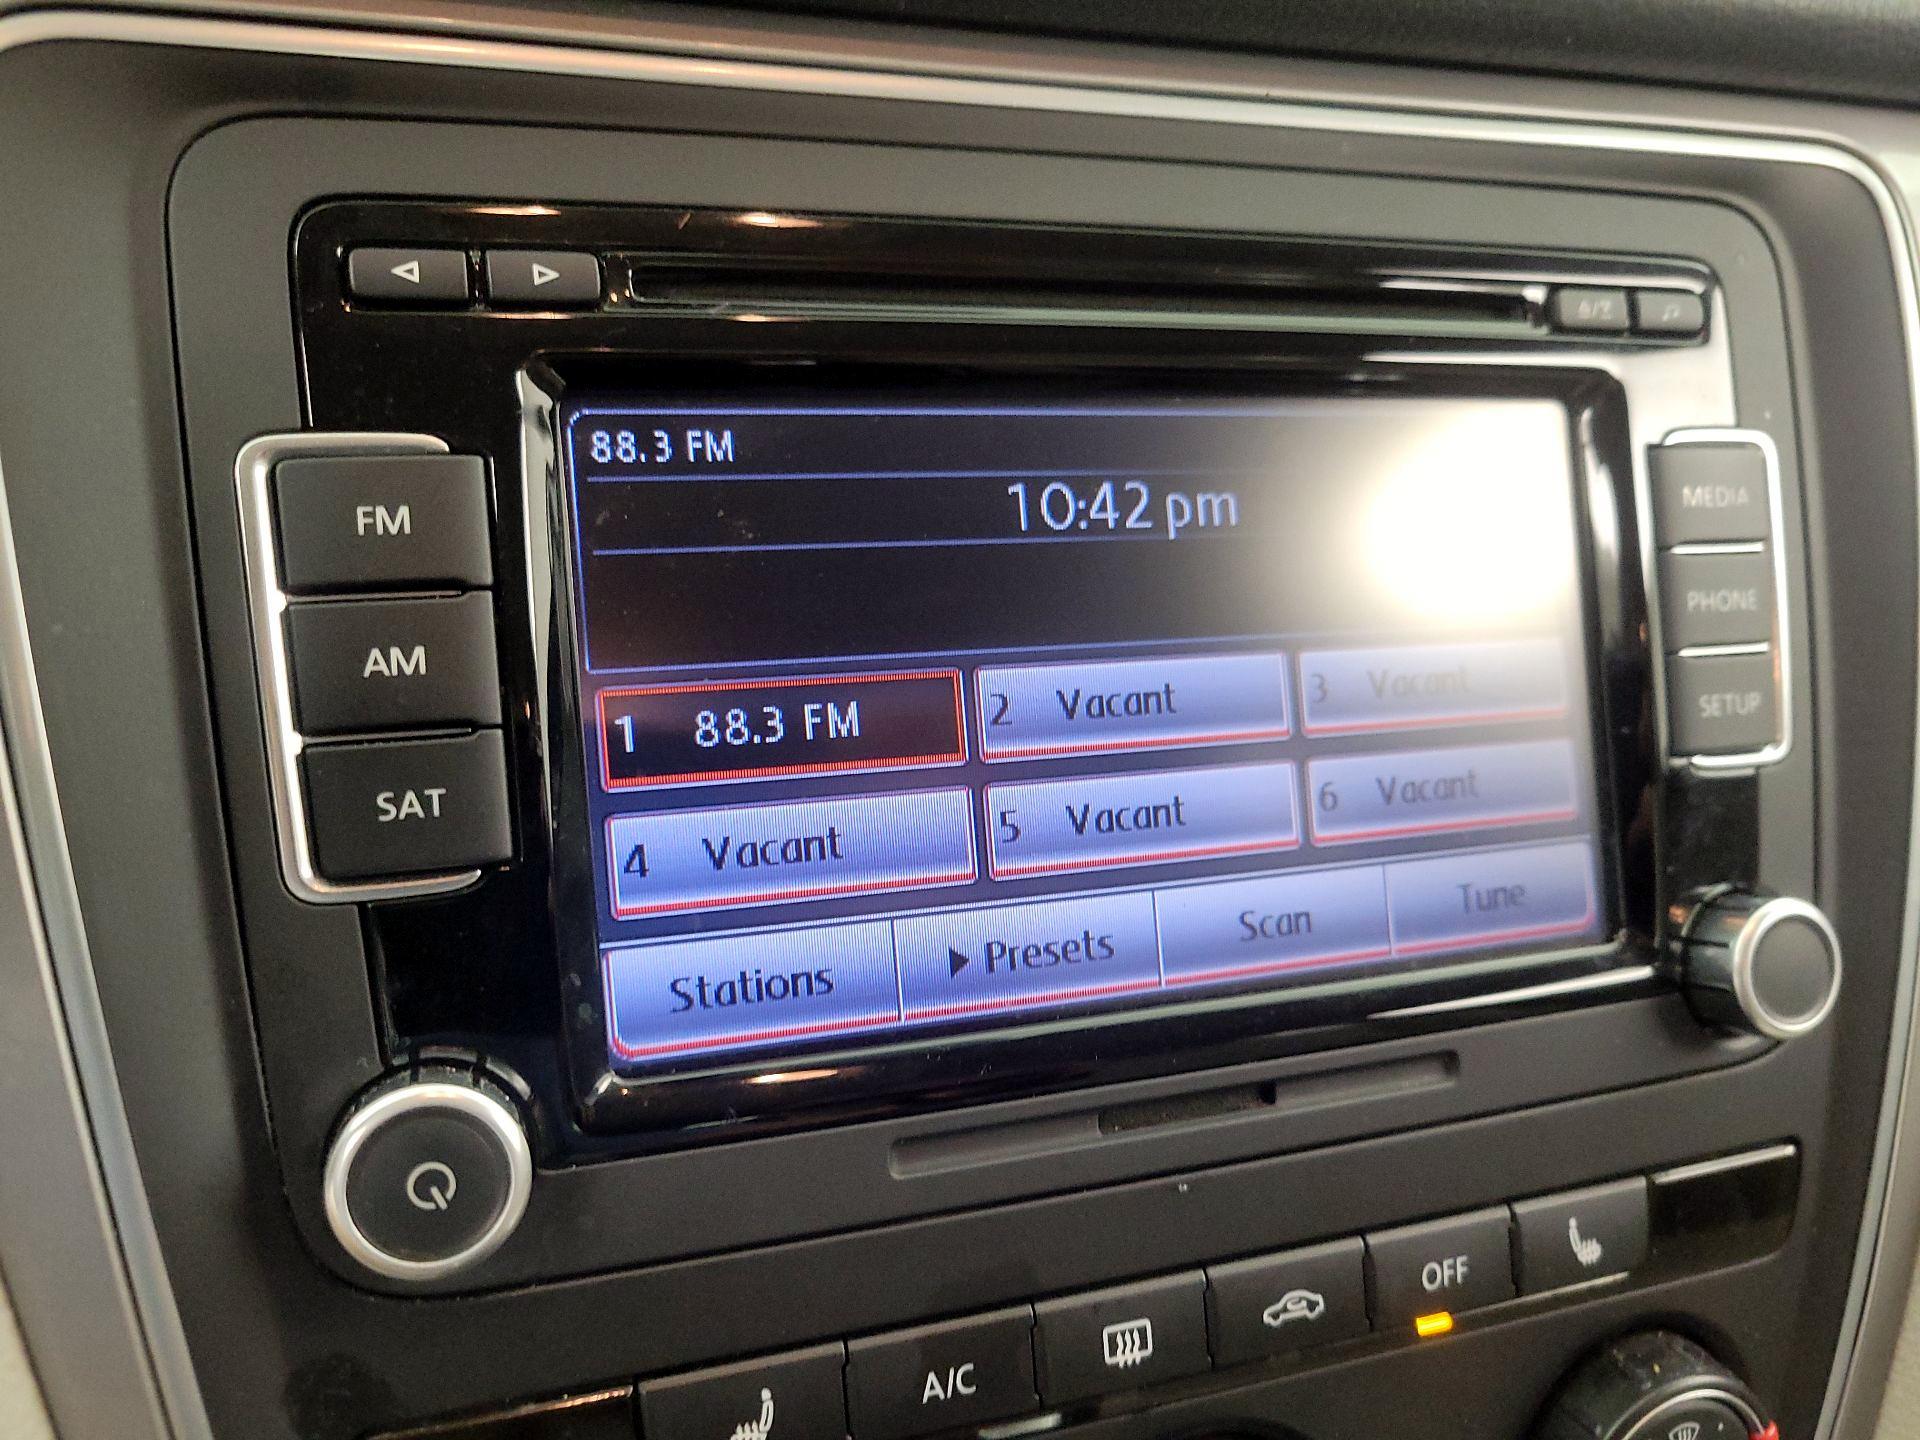 88.3 FM
10:42 pm
FM
AM
SAT
MEDIA
PHONE
SETUP
1 88.3 FM
2 Vacant
3 Vacant
4 Vacant
5 Vacant
6 Vacant
Stations
Presets
Scan
Tune
A/C
OFF